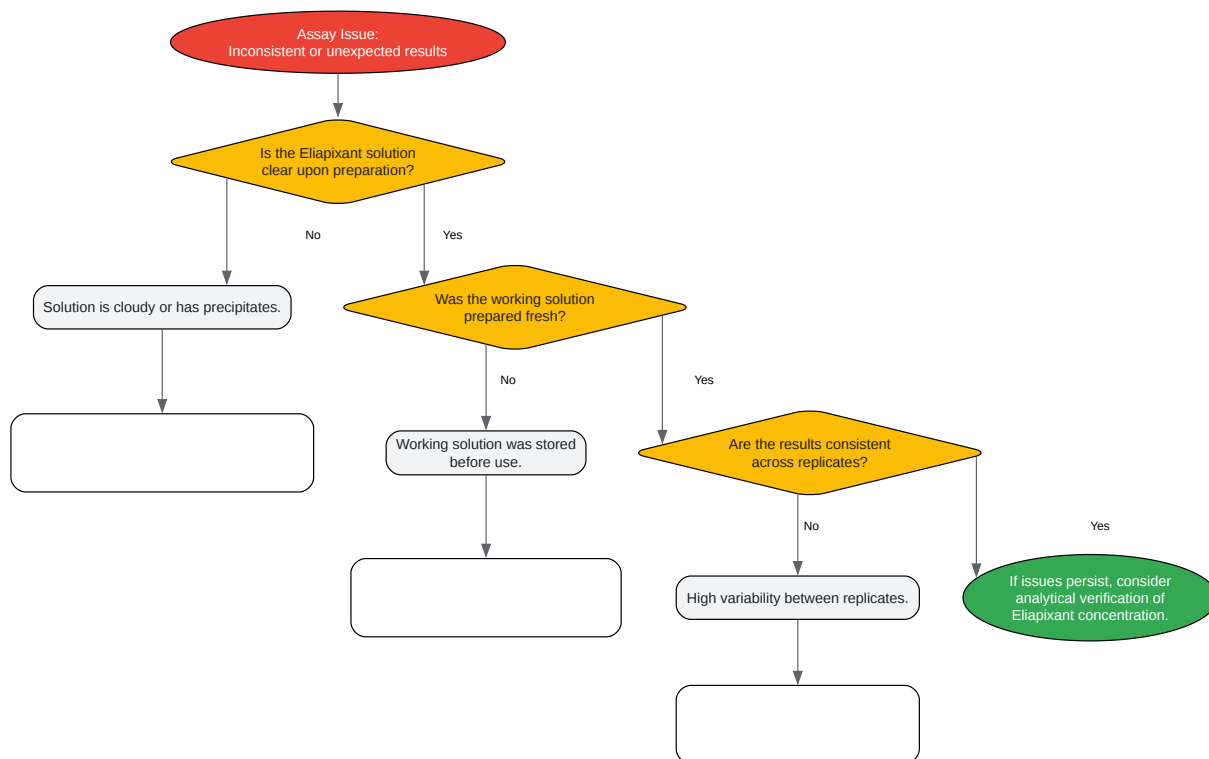 Assay Issue:
Inconsistent or unexpected results
Is the Eliapixant solution
clear upon preparation?
No
Yes
Solution is cloudy or has precipitates.
Was the working solution
prepared fresh?
No
Yes
Working solution was stored
before use.
Are the results consistent
across replicates?
No
Yes
High variability between replicates.
If issues persist, consider
analytical verification of
Eliapixant concentration.